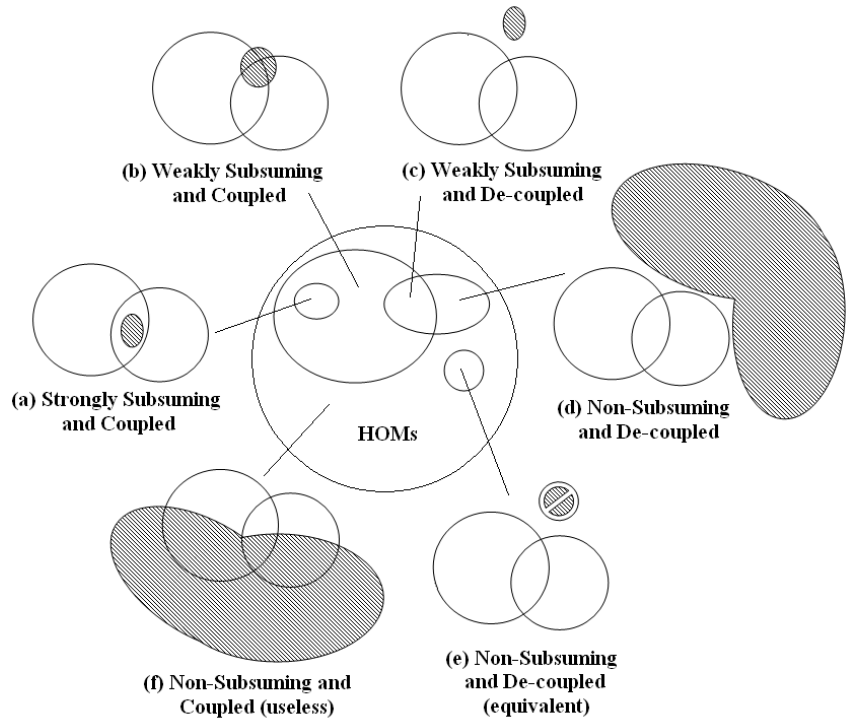 (b) Weakly Subsuming
and Coupled
(c) Weakly Subsuming
and De-coupled
(a) Strongly Subsuming
and Coupled
(d) Non-Subsuming
and De-coupled
HOMs
(e) Non-Subsuming
and De-coupled
(equivalent)
(f) Non-Subsuming and
Coupled (useless)